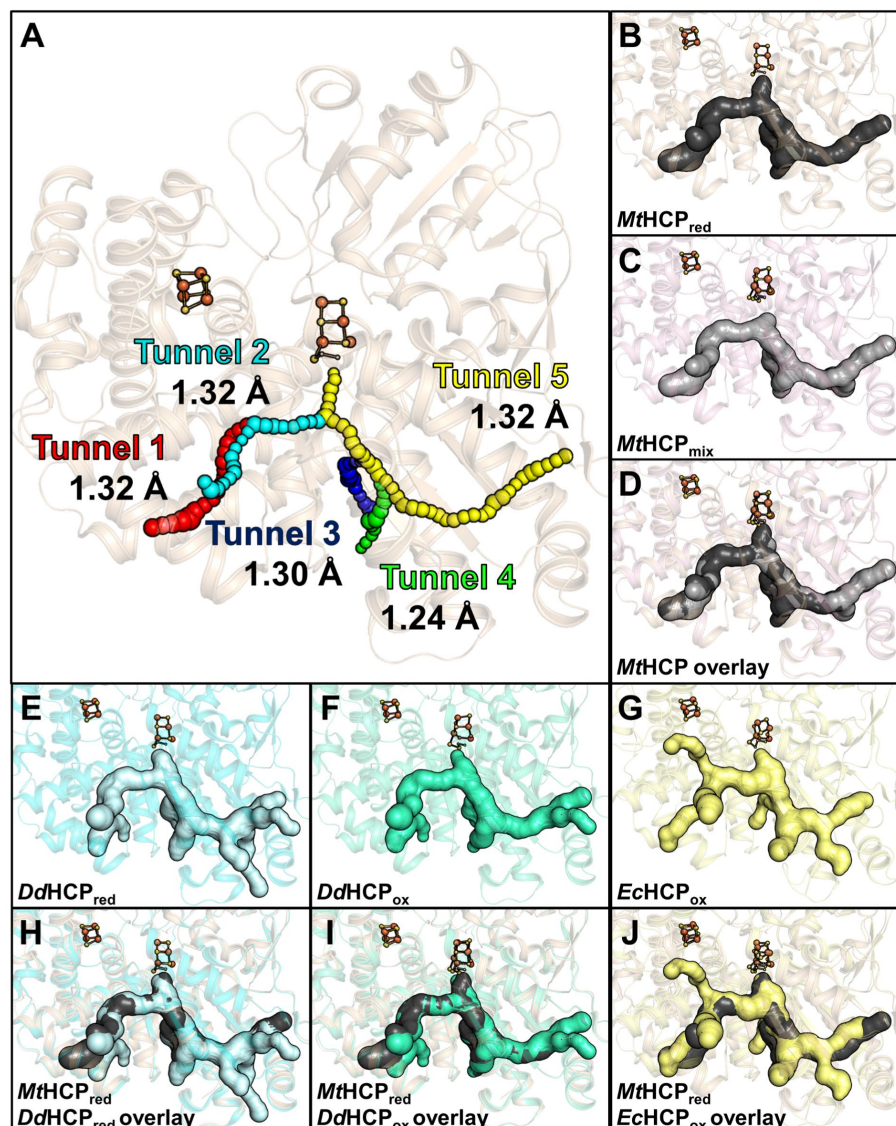 A
Tunnel 2
1.32 Å
Tunnel 5
1.32 Å
Tunnel 1
1.32 Å
Tunnel 3
1.30 Å
Tunnel 4
1.24 Å
B
MtHCPred
C
MtHCPmix
D
MtHCP overlay
E
DdHCPred
F
DdHCPox
G
EcHCPox
H
MtHCPred
DdHCPred overlay
I
MtHCPred
DdHCPox overlay
J
MtHCPred
EcHCPox overlay